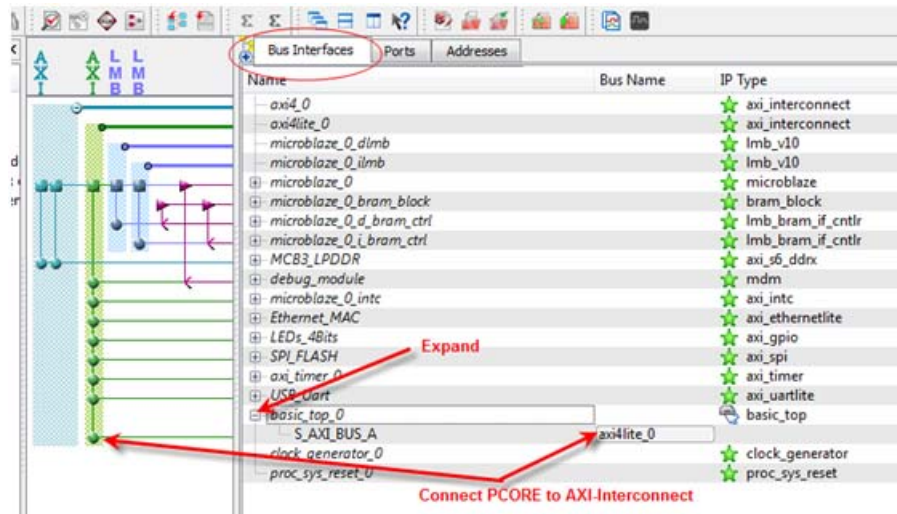 Bus Interfaces Ports Addresses
A A L L
X X M M
I I B B
Name Bus Name IP Type
axi4_0 axi_interconnect
axi4lite_0 axi_interconnect
microblaze_0_dlmb lmb_v10
microblaze_0_ilmb lmb_v10
microblaze_0 microblaze
microblaze_0_bram_block bram_block
microblaze_0_d_bram_ctrl lmb_bram_if_cntlr
microblaze_0_i_bram_ctrl lmb_bram_if_cntlr
MCB3_LPDDR axi_s6_ddrx
debug_module mdm
microblaze_0_intc axi_intc
Ethernet_MAC axi_ethernetlite
LEDs_4Bits axi_gpio
Expand
SPI_FLASH axi_spi
axi_timer_0 axi_timer
USB_Uart axi_uartlite
basic_top_0 basic_top
S_AXI_BUS_A axi4lite_0
clock_generator_0 clock_generator
proc_sys_reset_0 proc_sys_reset
Connect PCORE to AXI-Interconnect